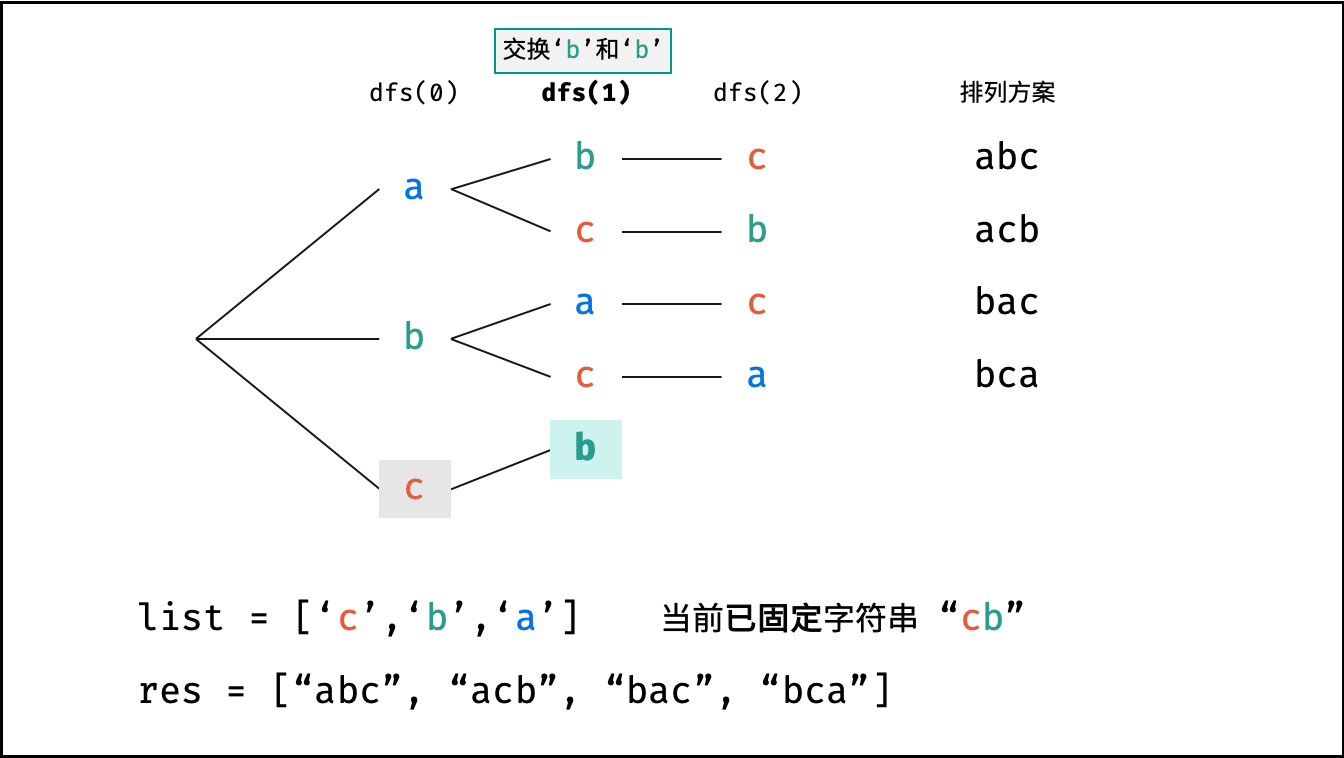 交换‘b’和‘b’
dfs(0) dfs(1) dfs(2) 排列方案
b c abc
a
c b acb
a c bac
b
c a bca
b
c
list = [‘c’,‘b’,‘a’] 当前已固定字符串 “cb”
res = [“abc”, “acb”, “bac”, “bca”]